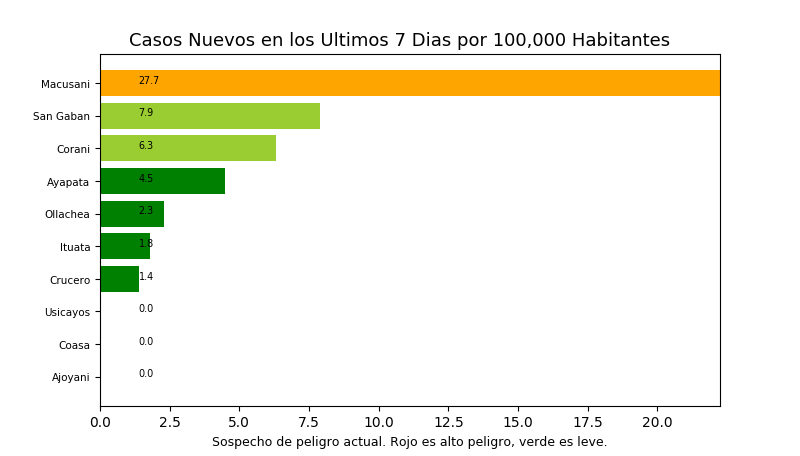 Casos Nuevos en los Ultimos 7 Dias por 100,000 Habitantes
Macusani 27.7
San Gaban 7.9
Corani 6.3
Ayapata 4.5
Ollachea 2.3
Ituata 1.8
Crucero 1.4
Usicayos 0.0
Coasa 0.0
Ajoyani 0.0
0.0 2.5 5.0 7.5 10.0 12.5 15.0 17.5 20.0
Sospecho de peligro actual. Rojo es alto peligro, verde es leve.